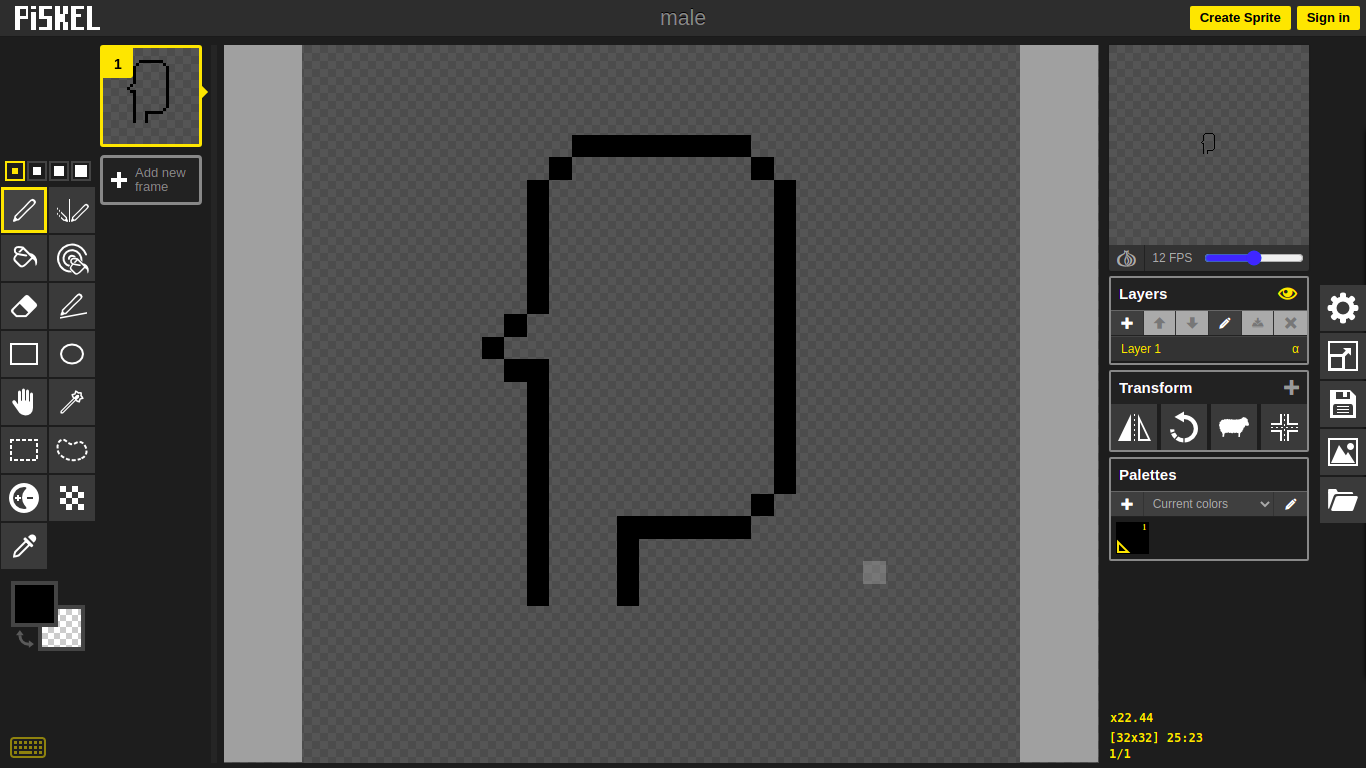 PiSKEL
male
Create Sprite
Sign in
1
Add new
frame
12 FPS
Layers
Layer 1
α
Transform
Palettes
Current colors
1
x22.44
[32x32] 25:23
1/1